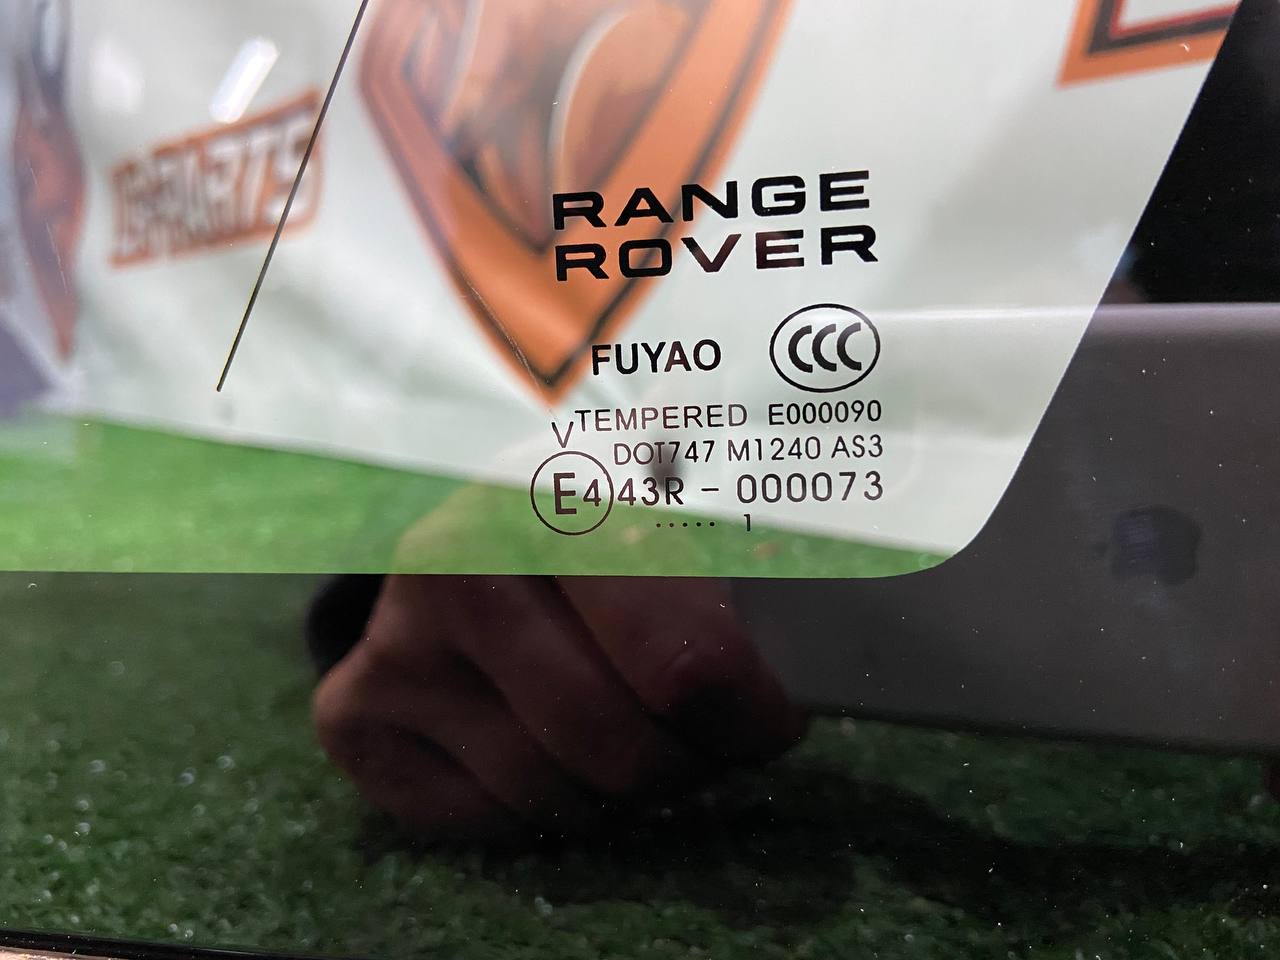 RANGE
ROVER
FUYAO CCC
TEMPERED E000090
V
DOT747 M1240 AS3
E4 43R - 000073
..... 1